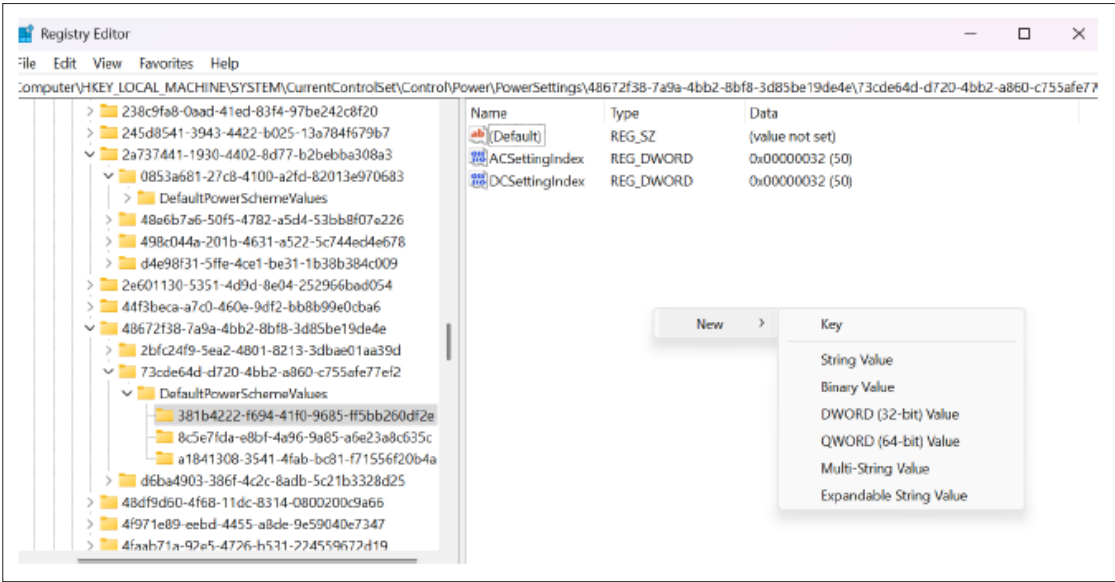 Registry Editor
File Edit View Favorites Help
Computer\HKEY_LOCAL_MACHINE\SYSTEM\CurrentControlSet\Control\Power\PowerSettings\48672f38-7a9a-4bb2-8bf8-3d85be19de4e\73cde64d-d720-4bb2-a860-c755afe77
238c9fa8-0aad-41ed-83f4-97be242c8f20
245d8541-3943-4422-b025-13a784f679b7
2a737441-1930-4402-8d77-b2bebba308a3
0853a681-27c8-4100-a2fd-82013e970683
DefaultPowerSchemeValues
48e6b7a6-50f5-4782-a5d4-53bb8f07e226
498c044a-201b-4631-a522-5c744ed4e678
d4e98f31-5ffe-4ce1-be31-1b38b384c009
2e601130-5351-4d9d-8e04-252966bad054
44f3beca-a7c0-460e-9df2-bb8b99e0cba6
48672f38-7a9a-4bb2-8bf8-3d85be19de4e
2bfc24f9-5ea2-4801-8213-3dbae01aa39d
73cde64d-d720-4bb2-a860-c755afe77ef2
DefaultPowerSchemeValues
381b4222-f694-41f0-9685-ff5bb260df2e
8c5e7fda-e8bf-4a96-9a85-a6e23a8c635c
a1841308-3541-4fab-bc81-f71556f20b4a
d6ba4903-386f-4c2c-8adb-5c21b3328d25
48df9d60-4f68-11dc-8314-0800200c9a66
4f971e89-eebd-4455-a8de-9e59040e7347
4faab71a-92e5-4726-b531-224559672d19
Name Type Data
(Default) REG_SZ (value not set)
ACSettingIndex REG_DWORD 0x00000032 (50)
DCSettingIndex REG_DWORD 0x00000032 (50)
New
Key
String Value
Binary Value
DWORD (32-bit) Value
QWORD (64-bit) Value
Multi-String Value
Expandable String Value